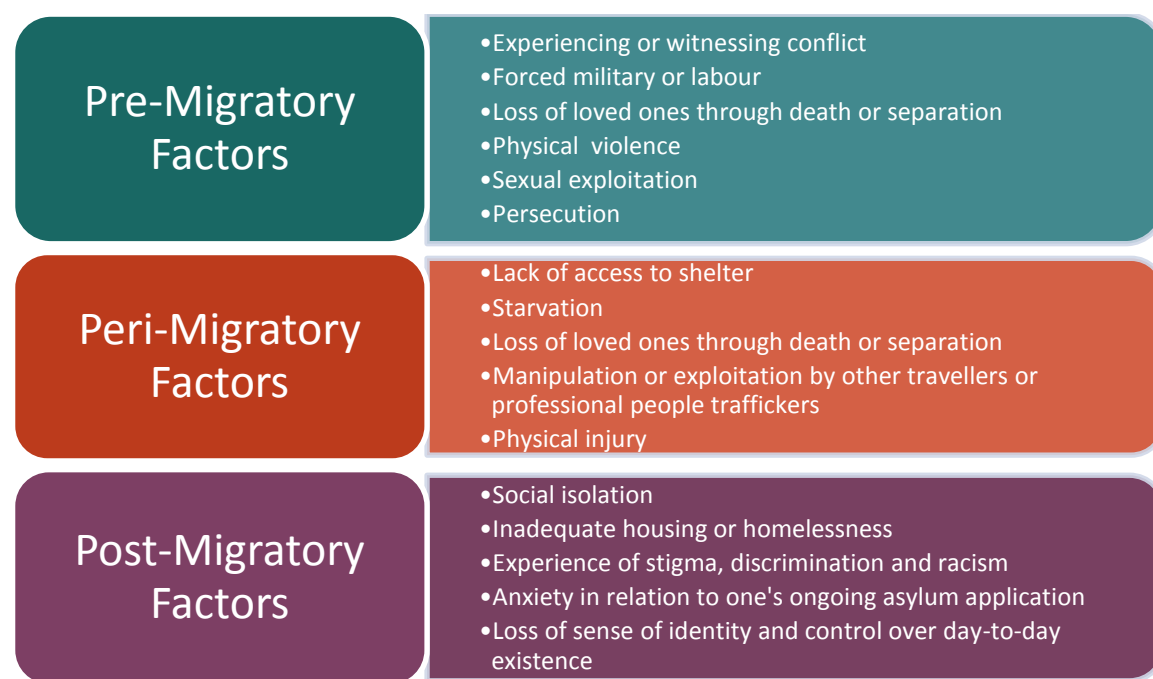 Pre-Migratory
Factors
•Experiencing or witnessing conflict
•Forced military or labour
•Loss of loved ones through death or separation
•Physical violence
•Sexual exploitation
•Persecution
Peri-Migratory
Factors
•Lack of access to shelter
•Starvation
•Loss of loved ones through death or separation
•Manipulation or exploitation by other travellers or
professional people traffickers
•Physical injury
Post-Migratory
Factors
•Social isolation
•Inadequate housing or homelessness
•Experience of stigma, discrimination and racism
•Anxiety in relation to one's ongoing asylum application
•Loss of sense of identity and control over day-to-day
existence